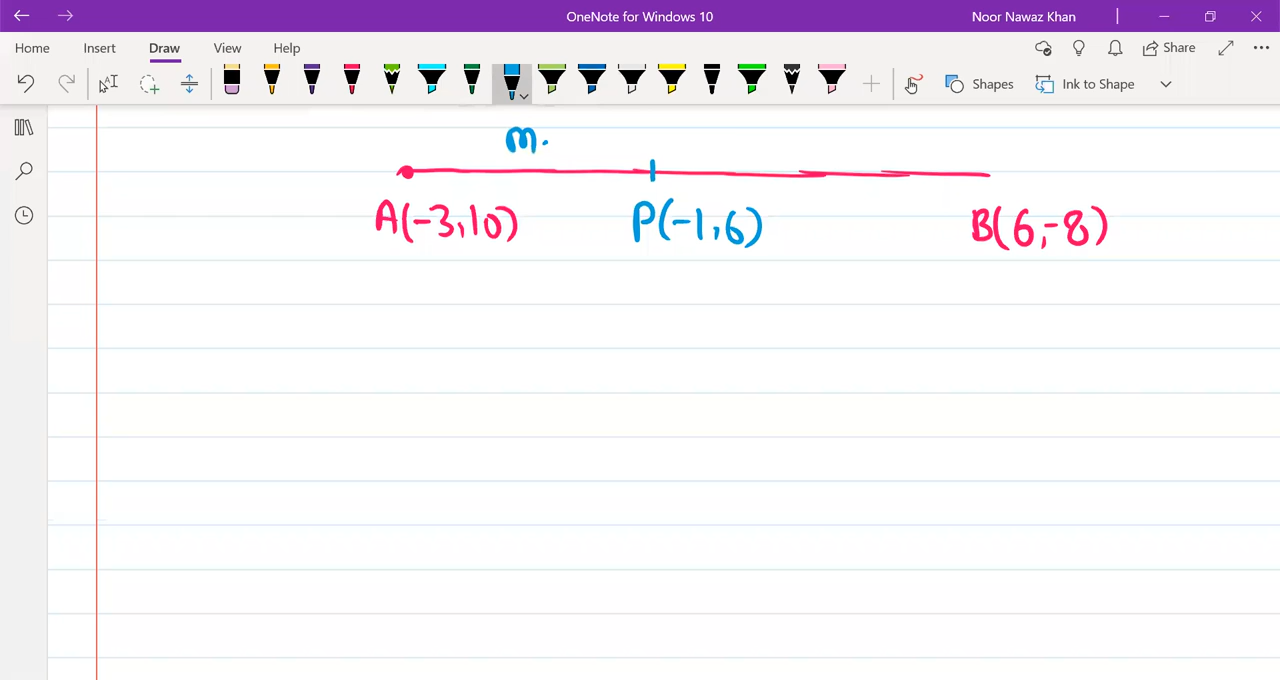 OneNote for Windows 10
Noor Nawaz Khan
Home Insert Draw View Help
Share
Shapes
Ink to Shape
m.
A(-3,10) P(-1,6) B(6,-8)